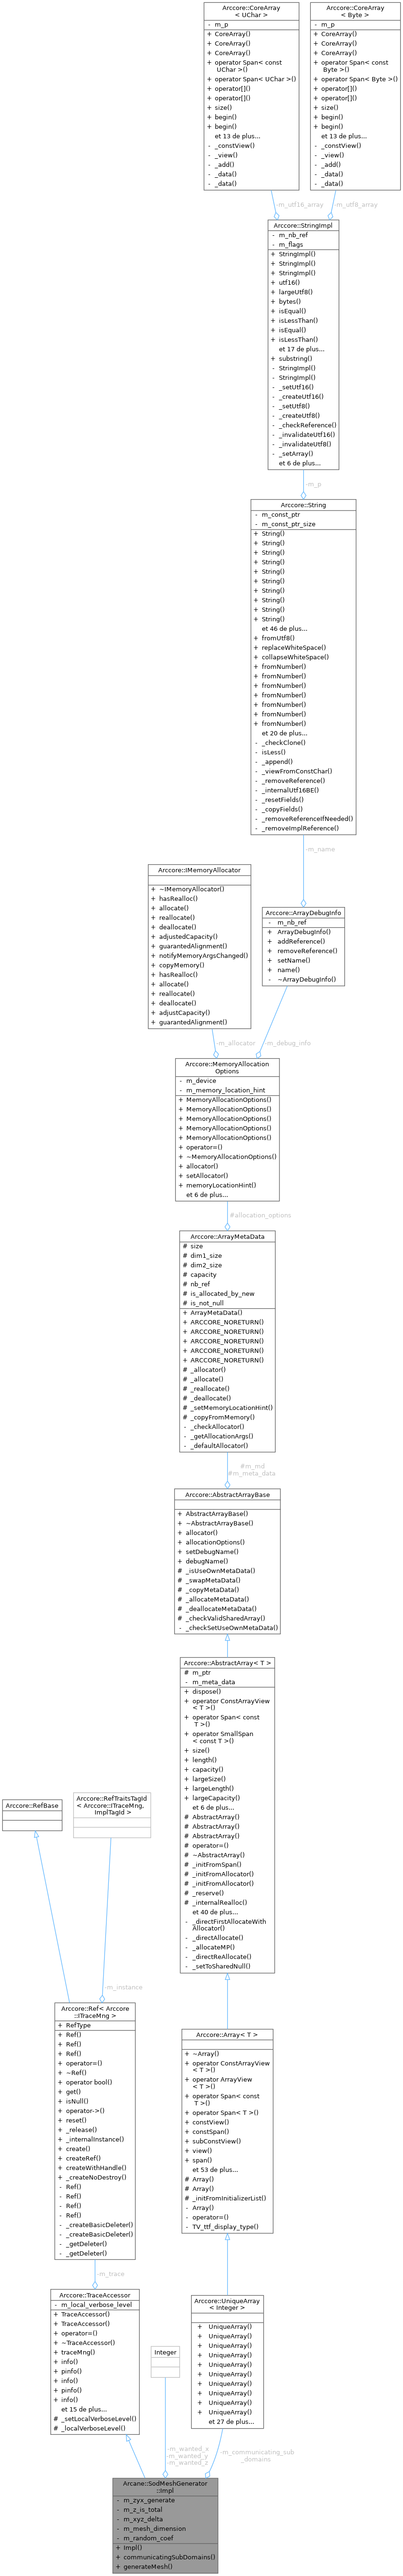 Arccore::CoreArray
< UChar >
- m_p
+ CoreArray()
+ CoreArray()
+ CoreArray()
+ operator Span< const
UChar >()
+ operator Span< UChar >()
+ operator[]()
+ operator[]()
+ size()
+ begin()
+ begin()
et 13 de plus...
- _constView()
- _view()
- _add()
- _data()
- _data()
Arccore::CoreArray
< Byte >
- m_p
+ CoreArray()
+ CoreArray()
+ CoreArray()
+ operator Span< const
Byte >()
+ operator Span< Byte >()
+ operator[]()
+ operator[]()
+ size()
+ begin()
+ begin()
et 13 de plus...
- _constView()
- _view()
- _add()
- _data()
- _data()
-m_utf16_array
-m_utf8_array
Arccore::StringImpl
- m_nb_ref
- m_flags
+ StringImpl()
+ StringImpl()
+ StringImpl()
+ utf16()
+ largeUtf8()
+ bytes()
+ isEqual()
+ isLessThan()
+ isEqual()
+ isLessThan()
et 17 de plus...
+ substring()
- StringImpl()
- StringImpl()
- _setUtf16()
- _createUtf16()
- _setUtf8()
- _createUtf8()
- _checkReference()
- _invalidateUtf16()
- _invalidateUtf8()
- _setArray()
et 6 de plus...
-m_p
Arccore::String
- m_const_ptr
- m_const_ptr_size
+ String()
+ String()
+ String()
+ String()
+ String()
+ String()
+ String()
+ String()
+ String()
+ String()
et 46 de plus...
+ fromUtf8()
+ replaceWhiteSpace()
+ collapseWhiteSpace()
+ fromNumber()
+ fromNumber()
+ fromNumber()
+ fromNumber()
+ fromNumber()
+ fromNumber()
+ fromNumber()
et 20 de plus...
- _checkClone()
- isLess()
- _append()
- _viewFromConstChar()
- _removeReference()
- _internalUtf16BE()
- _resetFields()
- _copyFields()
- _removeReferenceIfNeeded()
- _removeImplReference()
-m_name
Arccore::IMemoryAllocator
+ ~IMemoryAllocator()
+ hasRealloc()
+ allocate()
+ reallocate()
+ deallocate()
+ adjustedCapacity()
+ guarantedAlignment()
+ notifyMemoryArgsChanged()
+ copyMemory()
+ hasRealloc()
+ allocate()
+ reallocate()
+ deallocate()
+ adjustCapacity()
+ guarantedAlignment()
Arccore::ArrayDebugInfo
- m_nb_ref
+ ArrayDebugInfo()
+ addReference()
+ removeReference()
+ setName()
+ name()
- ~ArrayDebugInfo()
-m_allocator
-m_debug_info
Arccore::MemoryAllocation
Options
- m_device
- m_memory_location_hint
+ MemoryAllocationOptions()
+ MemoryAllocationOptions()
+ MemoryAllocationOptions()
+ MemoryAllocationOptions()
+ MemoryAllocationOptions()
+ operator=()
+ ~MemoryAllocationOptions()
+ allocator()
+ setAllocator()
+ memoryLocationHint()
et 6 de plus...
#allocation_options
Arccore::ArrayMetaData
# size
# dim1_size
# dim2_size
# capacity
# nb_ref
# is_allocated_by_new
# is_not_null
+ ArrayMetaData()
+ ARCCORE_NORETURN()
+ ARCCORE_NORETURN()
+ ARCCORE_NORETURN()
+ ARCCORE_NORETURN()
+ ARCCORE_NORETURN()
# _allocator()
# _allocate()
# _reallocate()
# _deallocate()
# _setMemoryLocationHint()
# _copyFromMemory()
- _checkAllocator()
- _getAllocationArgs()
- _defaultAllocator()
#m_md
#m_meta_data
Arccore::AbstractArrayBase
+ AbstractArrayBase()
+ ~AbstractArrayBase()
+ allocator()
+ allocationOptions()
+ setDebugName()
+ debugName()
# _isUseOwnMetaData()
# _swapMetaData()
# _copyMetaData()
# _allocateMetaData()
# _deallocateMetaData()
# _checkValidSharedArray()
- _checkSetUseOwnMetaData()
Arccore::AbstractArray< T >
# m_ptr
- m_meta_data
+ dispose()
+ operator ConstArrayView
< T >()
+ operator Span< const
T >()
+ operator SmallSpan
< const T >()
+ size()
+ length()
+ capacity()
+ largeSize()
+ largeLength()
+ largeCapacity()
et 6 de plus...
# AbstractArray()
# AbstractArray()
# AbstractArray()
# operator=()
# ~AbstractArray()
# _initFromSpan()
# _initFromAllocator()
# _initFromAllocator()
# _reserve()
# _internalRealloc()
et 40 de plus...
- _directFirstAllocateWith
Allocator()
- _directAllocate()
- _allocateMP()
- _directReAllocate()
- _setToSharedNull()
Arccore::RefBase
Arccore::RefTraitsTagId
< Arccore::ITraceMng,
ImplTagId >
-m_instance
Arccore::Ref< Arccore
::ITraceMng >
+ RefType
+ Ref()
+ Ref()
+ Ref()
+ operator=()
+ ~Ref()
+ operator bool()
+ get()
+ isNull()
+ operator->()
+ reset()
+ _release()
+ _internalInstance()
+ create()
+ createRef()
+ createWithHandle()
+ _createNoDestroy()
- Ref()
- Ref()
- Ref()
- Ref()
- _createBasicDeleter()
- _createBasicDeleter()
- _getDeleter()
- _getDeleter()
Arccore::Array< T >
+ ~Array()
+ operator ConstArrayView
< T >()
+ operator ArrayView
< T >()
+ operator Span< const
T >()
+ operator Span< T >()
+ constView()
+ constSpan()
+ subConstView()
+ view()
+ span()
et 53 de plus...
# Array()
# Array()
# _initFromInitializerList()
- Array()
- operator=()
- TV_ttf_display_type()
-m_trace
Arccore::TraceAccessor
- m_local_verbose_level
+ TraceAccessor()
+ TraceAccessor()
+ operator=()
+ ~TraceAccessor()
+ traceMng()
+ info()
+ pinfo()
+ info()
+ pinfo()
+ info()
et 15 de plus...
# _setLocalVerboseLevel()
# _localVerboseLevel()
Integer
Arccore::UniqueArray
< Integer >
+ UniqueArray()
+ UniqueArray()
+ UniqueArray()
+ UniqueArray()
+ UniqueArray()
+ UniqueArray()
+ UniqueArray()
+ UniqueArray()
+ UniqueArray()
+ UniqueArray()
et 27 de plus...
-m_wanted_x
-m_wanted_y
-m_wanted_z
-m_communicating_sub
_domains
Arcane::SodMeshGenerator
::Impl
- m_zyx_generate
- m_z_is_total
- m_xyz_delta
- m_mesh_dimension
- m_random_coef
+ Impl()
+ communicatingSubDomains()
+ generateMesh()